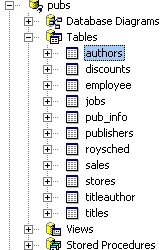 pubs
Database Diagrams
Tables
authors
discounts
employee
jobs
pub_info
publishers
roysched
sales
stores
titleauthor
titles
Views
Stored Procedures